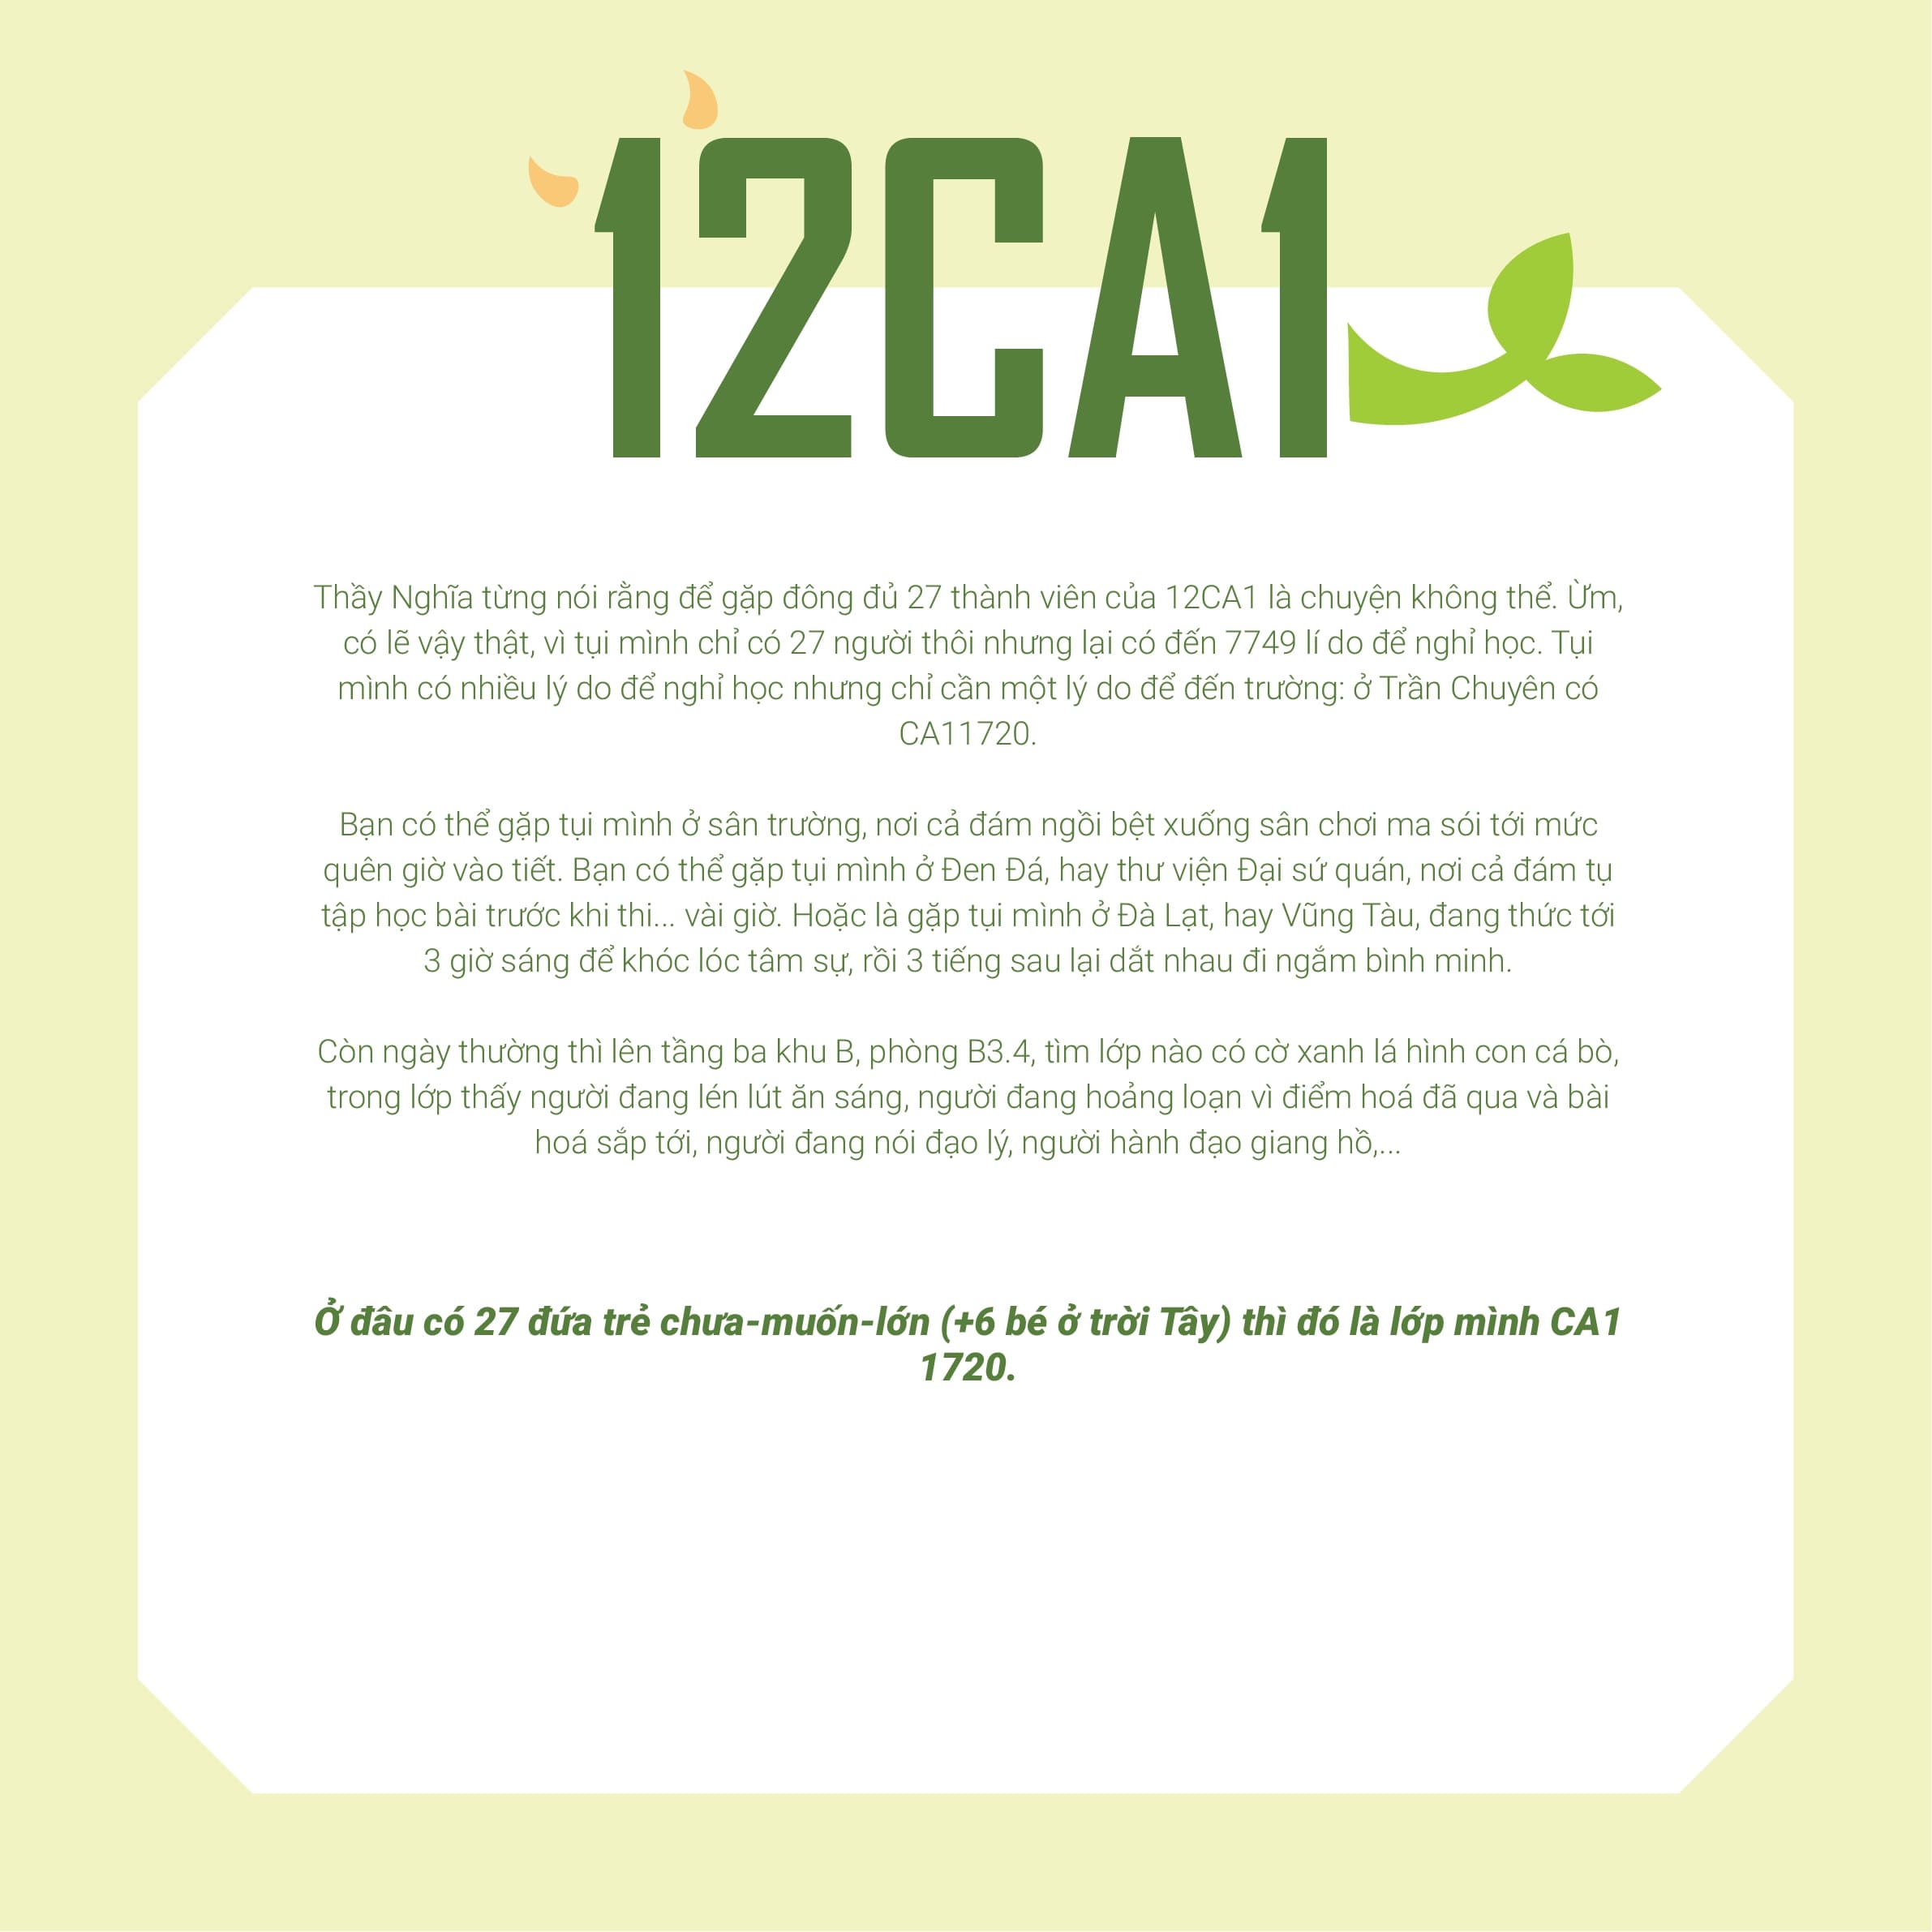 12CA1
Thầy Nghĩa từng nói rằng để gặp đông đủ 27 thành viên của 12CA1 là chuyện không thể. Ừm,
có lẽ vậy thật, vì tụi mình chỉ có 27 người thôi nhưng lại có đến 7749 lí do để nghỉ học. Tụi
mình có nhiều lý do để nghỉ học nhưng chỉ cần một lý do để đến trường: ở Trần Chuyên có
CA11720.
Bạn có thể gặp tụi mình ở sân trường, nơi cả đám ngồi bệt xuống sân chơi ma sói tới mức
quên giờ vào tiết. Bạn có thể gặp tụi mình ở Đen Đá, hay thư viện Đại sứ quán, nơi cả đám tụ
tập học bài trước khi thi... vài giờ. Hoặc là gặp tụi mình ở Đà Lạt, hay Vũng Tàu, đang thức tới
3 giờ sáng để khóc lóc tâm sự, rồi 3 tiếng sau lại dắt nhau đi ngắm bình minh.
Còn ngày thường thì lên tầng ba khu B, phòng B3.4, tìm lớp nào có cờ xanh lá hình con cá bò,
trong lớp thấy người đang lén lút ăn sáng, người đang hoảng loạn vì điểm hoá đã qua và bài
hoá sắp tới, người đang nói đạo lý, người hành đạo giang hồ,...
Ở đâu có 27 đứa trẻ chưa-muốn-lớn (+6 bé ở trời Tây) thì đó là lớp mình CA1
1720.